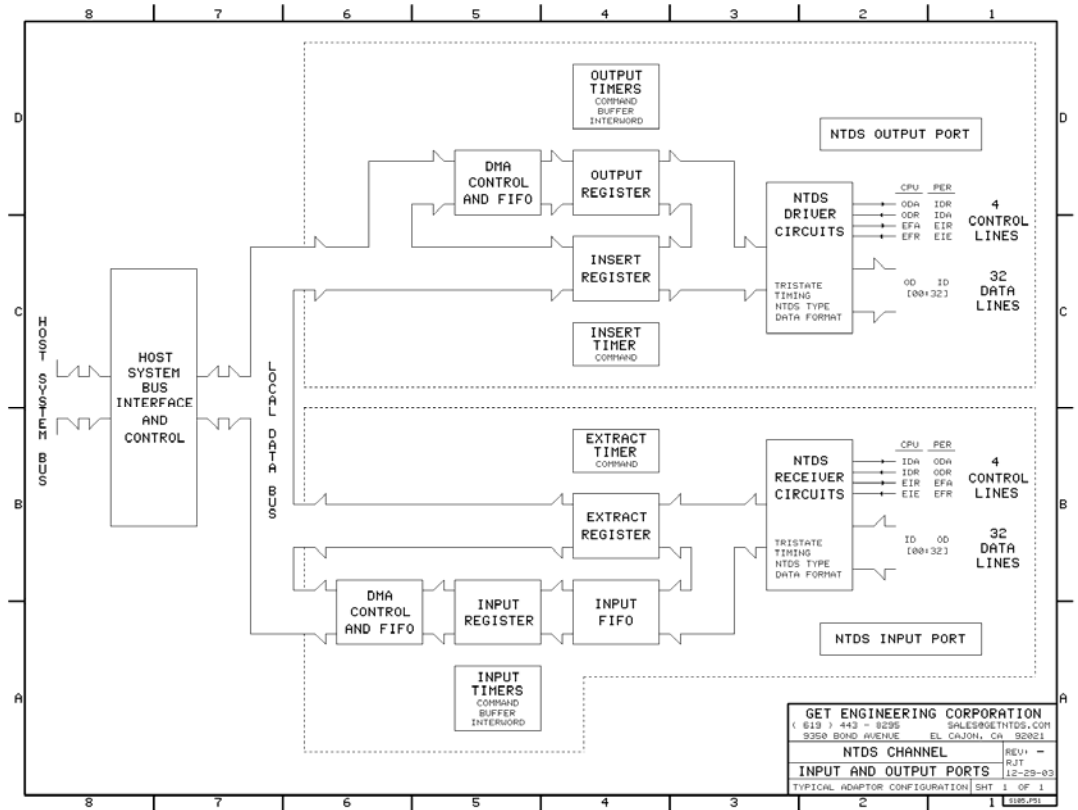 8 7 6 5 4 3 2 1
D
C
B
A
D
C
B
A
OUTPUT
TIMERS
COMMAND
BUFFER
INTERWORD
NTDS OUTPUT PORT
DMA
CONTROL
AND FIFO
OUTPUT
REGISTER
INSERT
REGISTER
INSERT
TIMER
COMMAND
NTDS
DRIVER
CIRCUITS
TRISTATE
TIMING
NTDS TYPE
DATA FORMAT
CPU PER
ODA IDR
ODR IDA
EFA EIR
EFR EIE
4
CONTROL
LINES
OD ID
[00:32]
32
DATA
LINES
HOST SYSTEM BUS
HOST
SYSTEM
BUS
INTERFACE
AND
CONTROL
LOCAL DATA BUS
EXTRACT
TIMER
COMMAND
EXTRACT
REGISTER
NTDS
RECEIVER
CIRCUITS
TRISTATE
TIMING
NTDS TYPE
DATA FORMAT
CPU PER
IDA ODA
IDR ODR
EIR EFA
EIE EFR
4
CONTROL
LINES
ID OD
[00:32]
32
DATA
LINES
DMA
CONTROL
AND FIFO
INPUT
REGISTER
INPUT
FIFO
NTDS INPUT PORT
INPUT
TIMERS
COMMAND
BUFFER
INTERWORD
GET ENGINEERING CORPORATION
( 619 ) 443 - 8295 SALES@GETNTDS.COM
9350 BOND AVENUE EL CAJON, CA 92021
NTDS CHANNEL
INPUT AND OUTPUT PORTS
REV: -
RJT
12-29-03
TYPICAL ADAPTOR CONFIGURATION SHT 1 OF 1
8 7 6 5 4 3 2 1